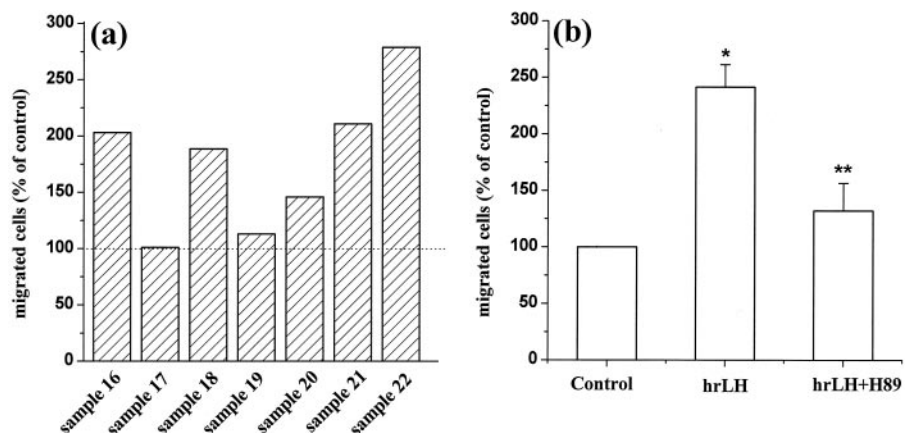 (a)
migrated cells (% of control)
300
250
200
150
100
50
0
sample 16
sample 17
sample 18
sample 19
sample 20
sample 21
sample 22
(b)
migrated cells (% of control)
300
250
200
150
100
50
0
*
**
Control
hrLH
hrLH+H89